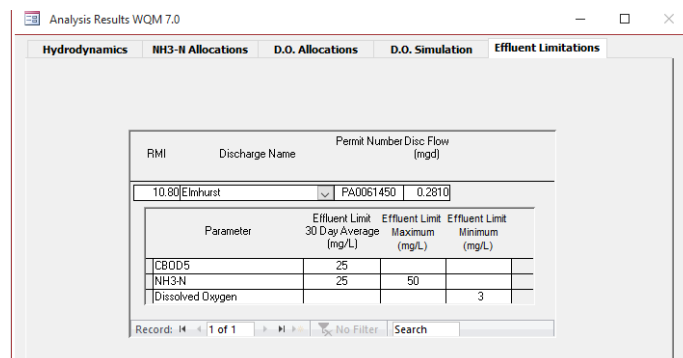 Analysis Results WQM 7.0
Hydrodynamics NH3-N Allocations D.O. Allocations D.O. Simulation Effluent Limitations
RMI Discharge Name Permit Number Disc Flow (mgd)
10.80 Elmhurst PA0061450 0.2810
Parameter Effluent Limit 30 Day Average (mg/L) Effluent Limit Maximum (mg/L) Effluent Limit Minimum (mg/L)
CBOD5 25
NH3-N 25 50
Dissolved Oxygen 3
Record: 1 of 1 No Filter Search